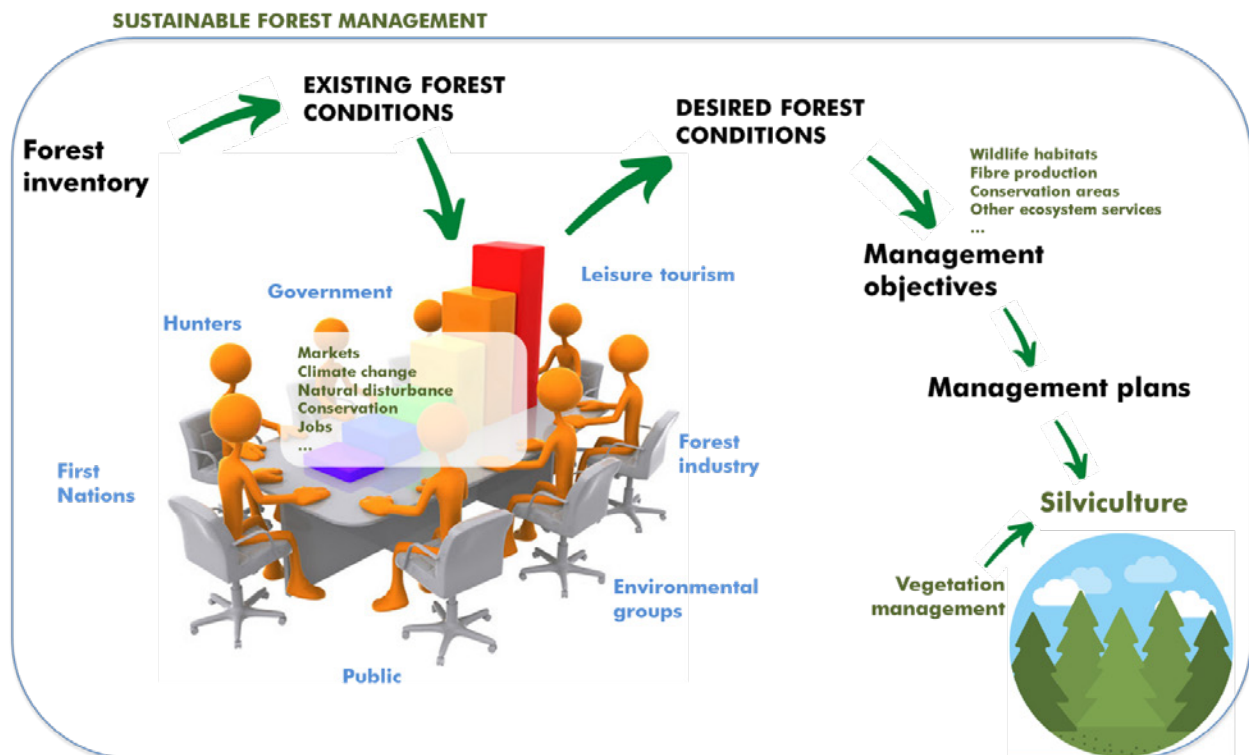 SUSTAINABLE FOREST MANAGEMENT
Forest
inventory
EXISTING FOREST
CONDITIONS
DESIRED FOREST
CONDITIONS
Wildlife habitats
Fibre production
Conservation areas
Other ecosystem services
...
Management
objectives
Management plans
Silviculture
Vegetation
management
Leisure tourism
Government
Hunters
Markets
Climate change
Natural disturbance
Conservation
Jobs
...
First
Nations
Forest
industry
Environmental
groups
Public